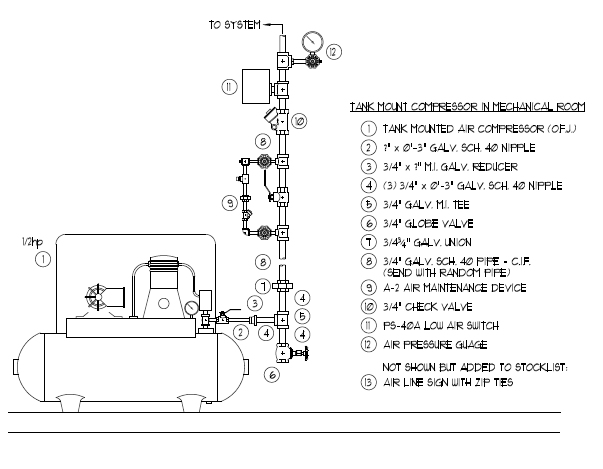 TO SYSTEM
12
11
10
8
9
8
7
4
3
5
2
4
4
6
1/2hp
1
TANK MOUNT COMPRESSOR IN MECHANICAL ROOM
1 TANK MOUNTED AIR COMPRESSOR (O.F.J.)
2 ?" x 0'-3" GALV. SCH. 40 NIPPLE
3 3/4" x ?" M.I. GALV. REDUCER
4 (3) 3/4" x 0'-3" GALV. SCH. 40 NIPPLE
5 3/4" GALV. M.I. TEE
6 3/4" GLOBE VALVE
7 3/4¾" GALV. UNION
8 3/4" GALV. SCH. 40 PIPE - C.I.F.
(SEND WITH RANDOM PIPE)
9 A-2 AIR MAINTENANCE DEVICE
10 3/4" CHECK VALVE
11 PS-40A LOW AIR SWITCH
12 AIR PRESSURE GUAGE
NOT SHOWN BUT ADDED TO STOCKLIST:
13 AIR LINE SIGN WITH ZIP TIES